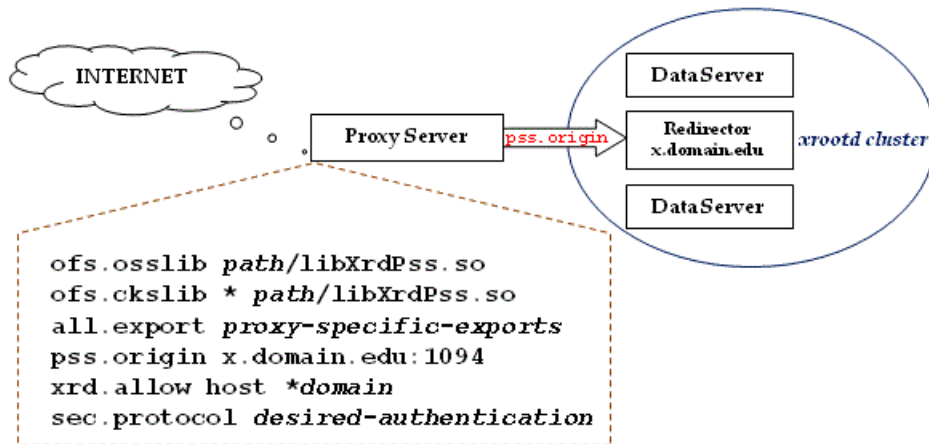 INTERNET
Proxy Server
pss.origin
DataServer
Redirector
x.domain.edu
xrootd cluster
DataServer
ofs.osslib path/libXrdPss.so
ofs.ckslib * path/libXrdPss.so
all.export proxy-specific-exports
pss.origin x.domain.edu:1094
xrd.allow host *domain
sec.protocol desired-authentication